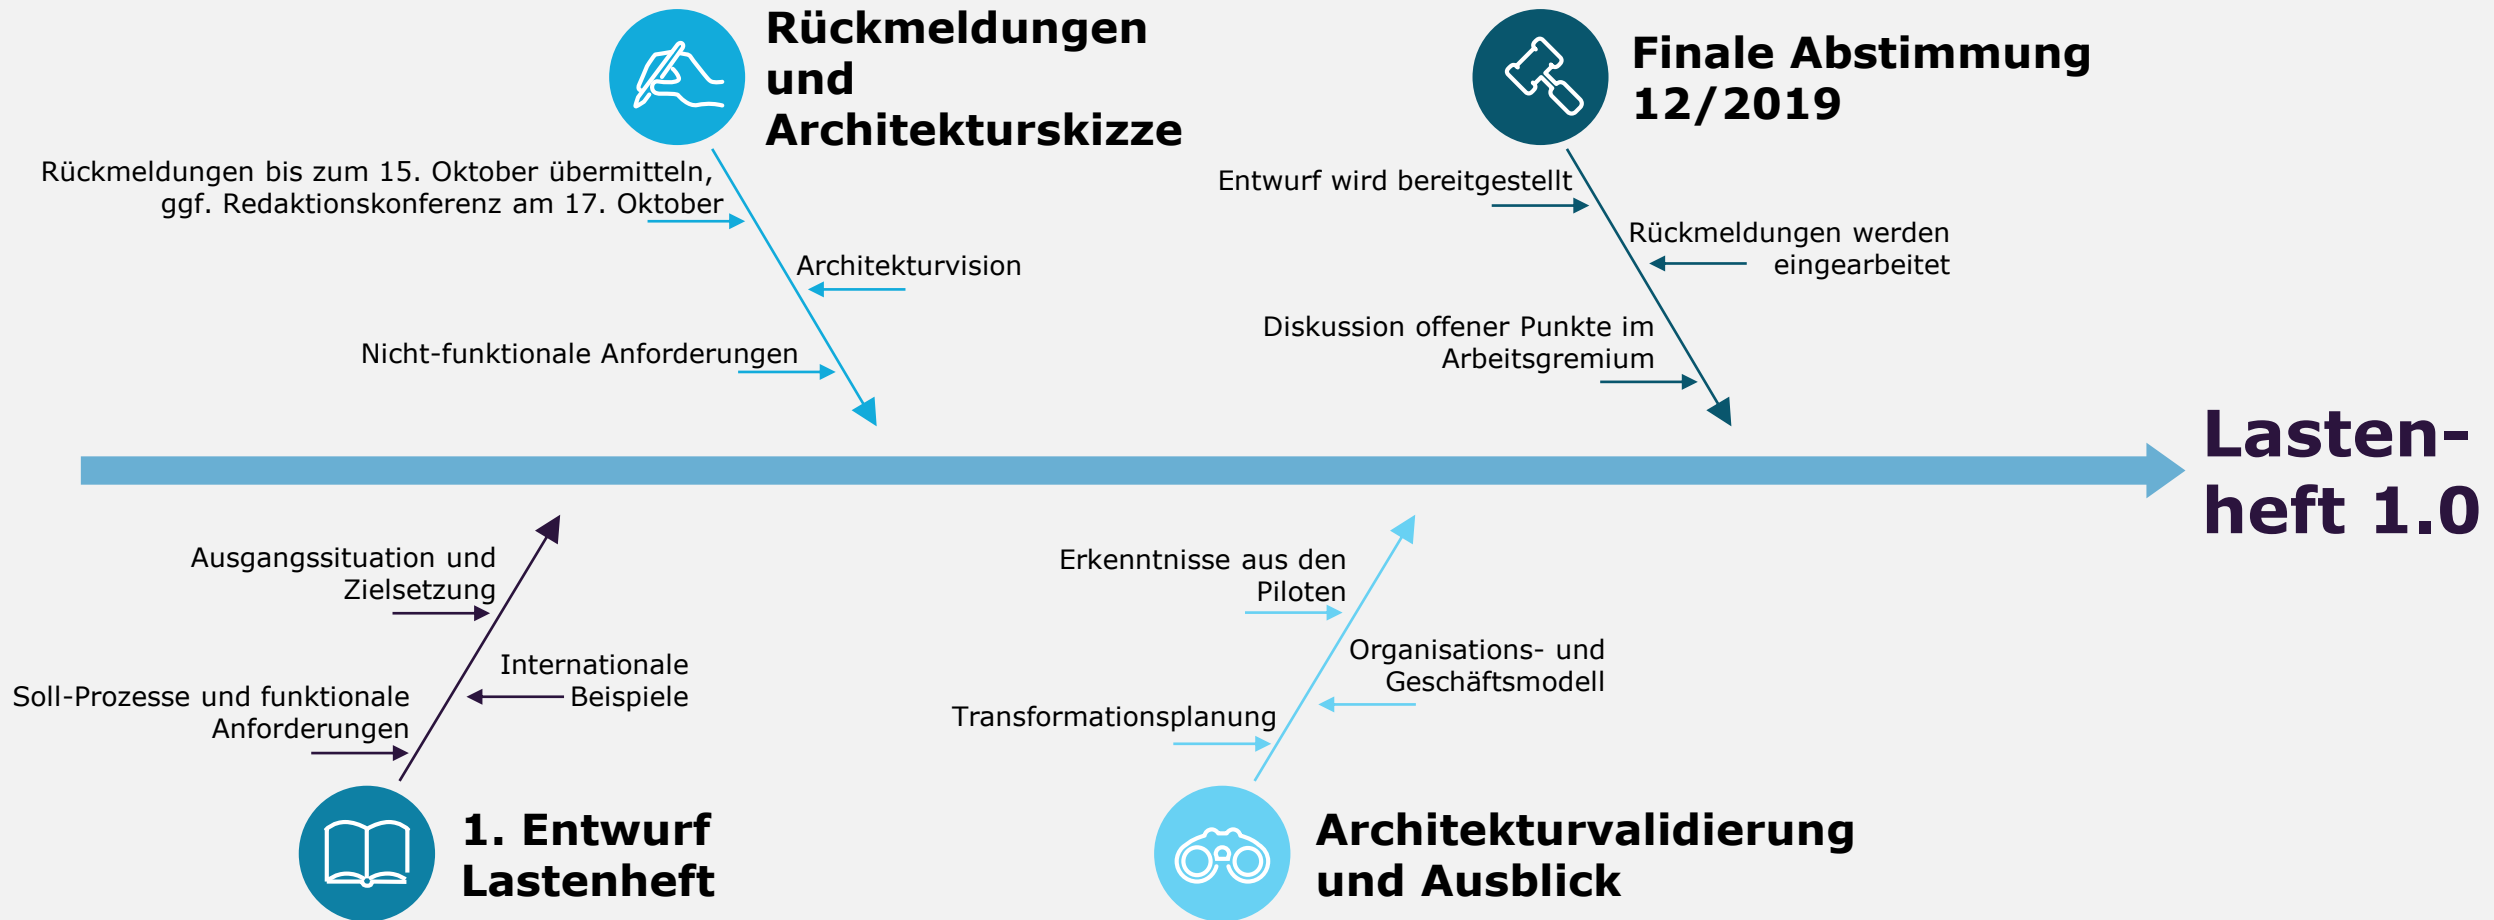 Rückmeldungen
und
Architekturskizze
Rückmeldungen bis zum 15. Oktober übermitteln,
ggf. Redaktionskonferenz am 17. Oktober
Architekturvision
Nicht-funktionale Anforderungen
Finale Abstimmung
12/2019
Entwurf wird bereitgestellt
Rückmeldungen werden
eingearbeitet
Diskussion offener Punkte im
Arbeitsgremium
Lasten-
heft 1.0
Ausgangssituation und
Zielsetzung
Internationale
Beispiele
Soll-Prozesse und funktionale
Anforderungen
1. Entwurf
Lastenheft
Erkenntnisse aus den
Piloten
Organisations- und
Geschäftsmodell
Transformationsplanung
Architekturvalidierung
und Ausblick